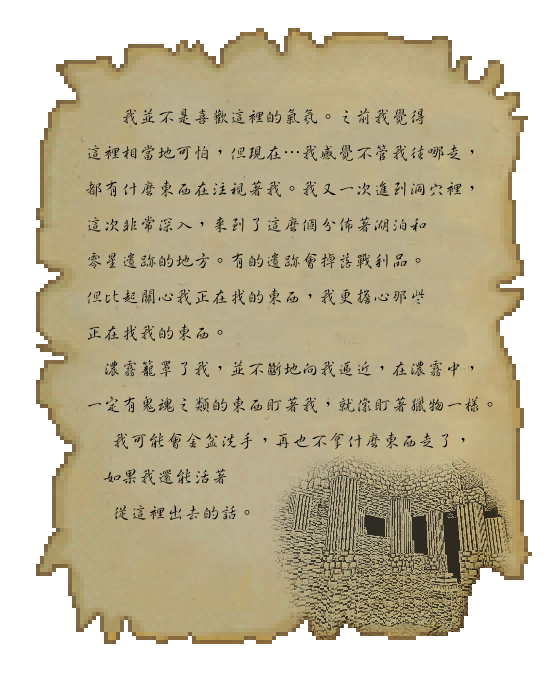 我並不是喜歡這裡的氣氛。之前我覺得
這裡相當地可怕，但現在…我感覺不管我往哪走，
都有什麼東西在注視著我。我又一次進到洞穴裡，
這次非常深入，來到了這麼個分佈著湖泊和
零星遺跡的地方。有的遺跡會掉落戰利品。
但比起關心我正在找的東西，我更擔心那些
正在找我的東西。
濃霧籠罩了我，並不斷地向我逼近，在濃霧中，
一定有鬼魂之類的東西盯著我，就像盯著獵物一樣。
我可能會金盆洗手，再也不拿什麼東西走了，
如果我還能活著
從這裡出去的話。